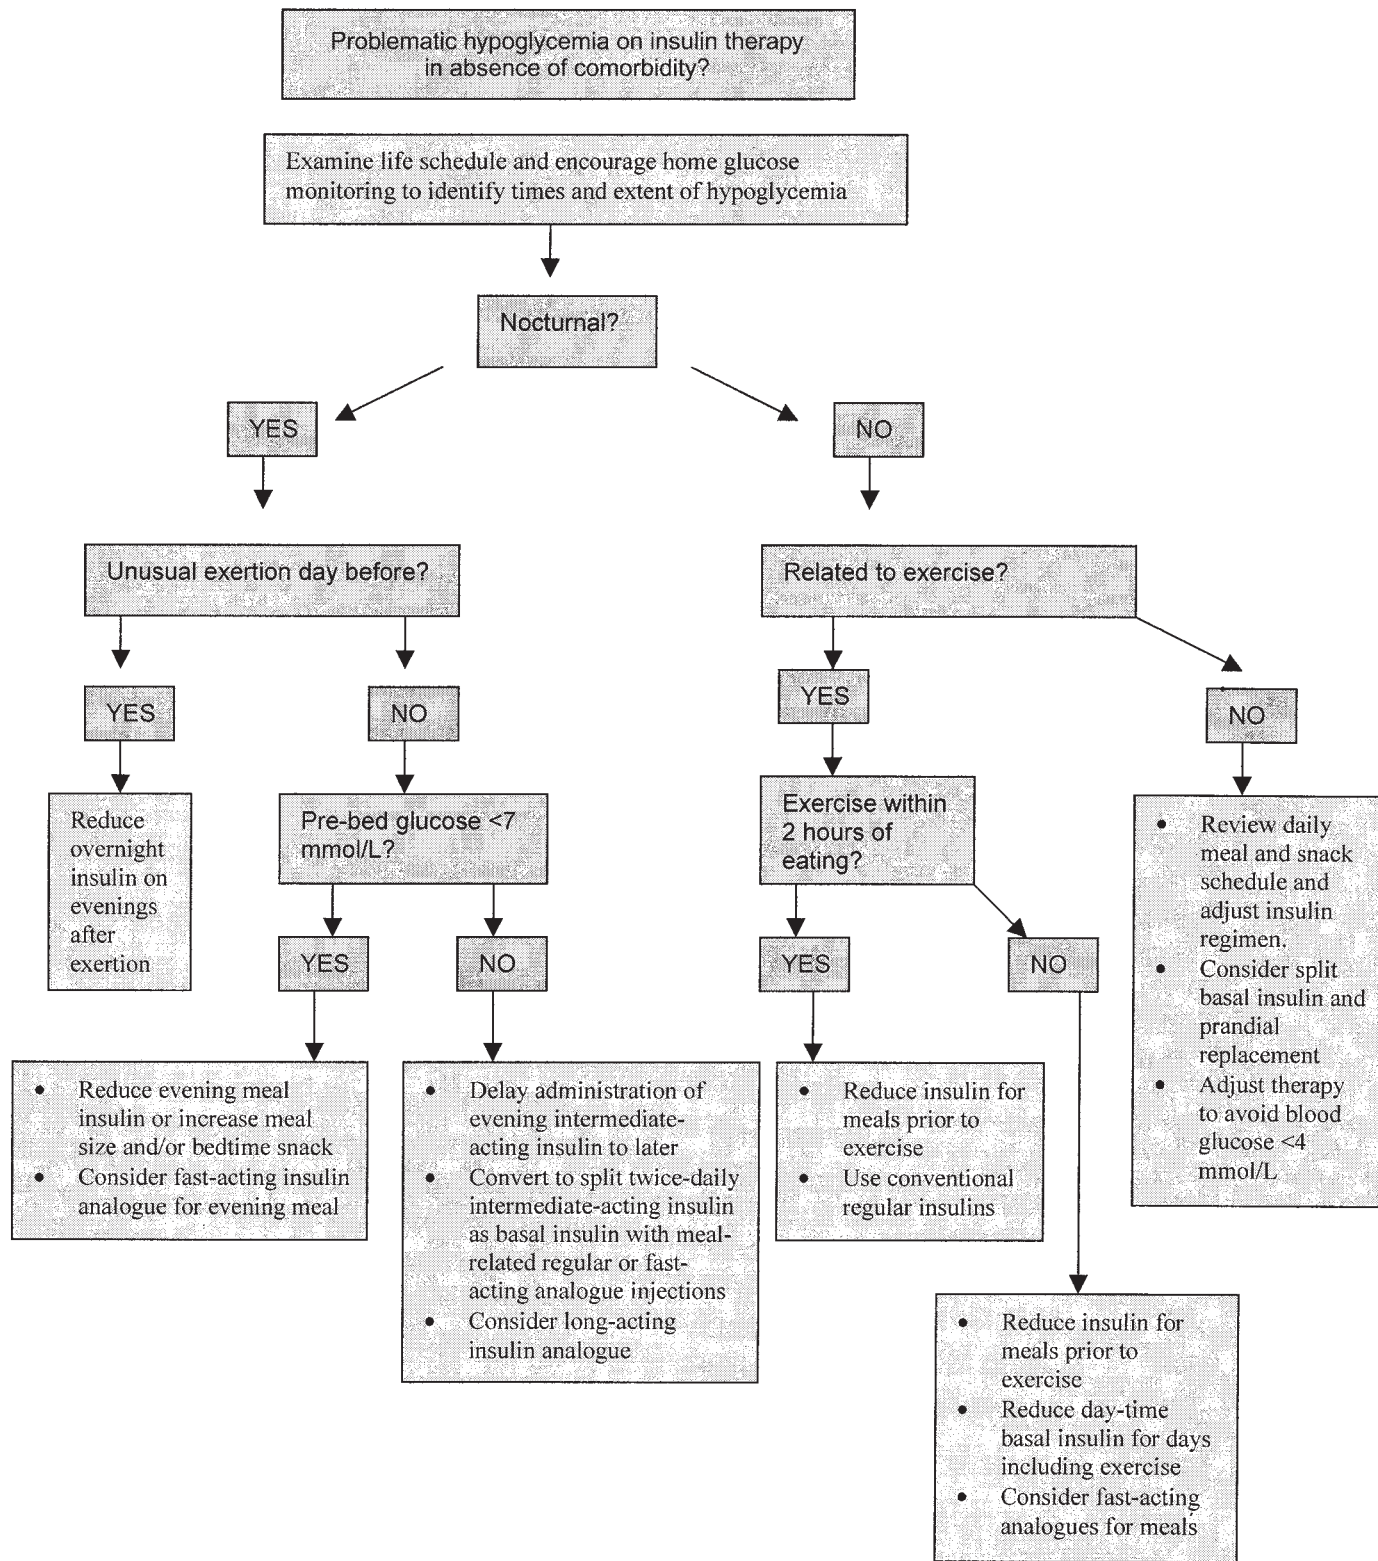 Problematic hypoglycemia on insulin therapy
in absence of comorbidity?
Examine life schedule and encourage home glucose
monitoring to identify times and extent of hypoglycemia
Nocturnal?
YES
NO
Unusual exertion day before?
Related to exercise?
YES
NO
YES
NO
Reduce
overnight
insulin on
evenings
after
exertion
Pre-bed glucose <7
mmol/L?
Exercise within
2 hours of
eating?
• Review daily
meal and snack
schedule and
adjust insulin
regimen.
• Consider split
basal insulin and
prandial
replacement
• Adjust therapy
to avoid blood
glucose <4
mmol/L
YES
NO
YES
NO
• Reduce evening meal
insulin or increase meal
size and/or bedtime snack
• Consider fast-acting insulin
analogue for evening meal
• Delay administration of
evening intermediate-
acting insulin to later
• Convert to split twice-daily
intermediate-acting insulin
as basal insulin with meal-
related regular or fast-
acting analogue injections
• Consider long-acting
insulin analogue
• Reduce insulin for
meals prior to
exercise
• Use conventional
regular insulins
• Reduce insulin for
meals prior to
exercise
• Reduce day-time
basal insulin for days
including exercise
• Consider fast-acting
analogues for meals